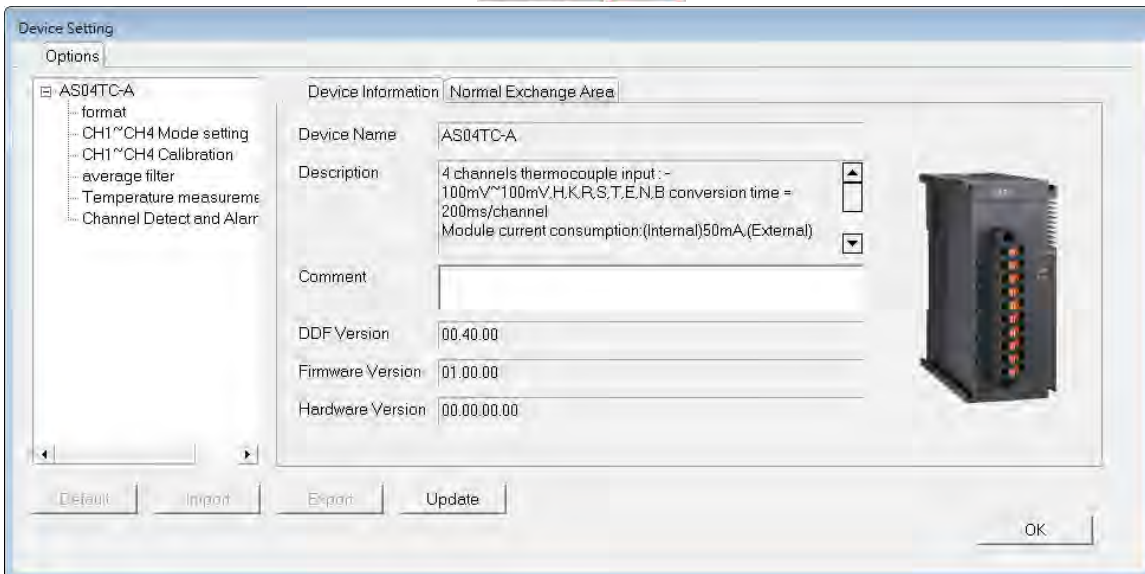 Device Setting
Options
AS04TC-A
format
CH1~CH4 Mode setting
CH1~CH4 Calibration
average filter
Temperature measureme
Channel Detect and Alarr
Device Information
Normal Exchange Area
Device Name
AS04TC-A
Description
4 channels thermocouple input : -
100mV~100mV,H,K,R,S,T,E,N,B conversion time =
200ms/channel
Module current consumption:(Internal)50mA,(External)
Comment
DDF Version
00.40.00
Firmware Version
01.00.00
Hardware Version
00.00.00.00
Default
Import
Export
Update
OK